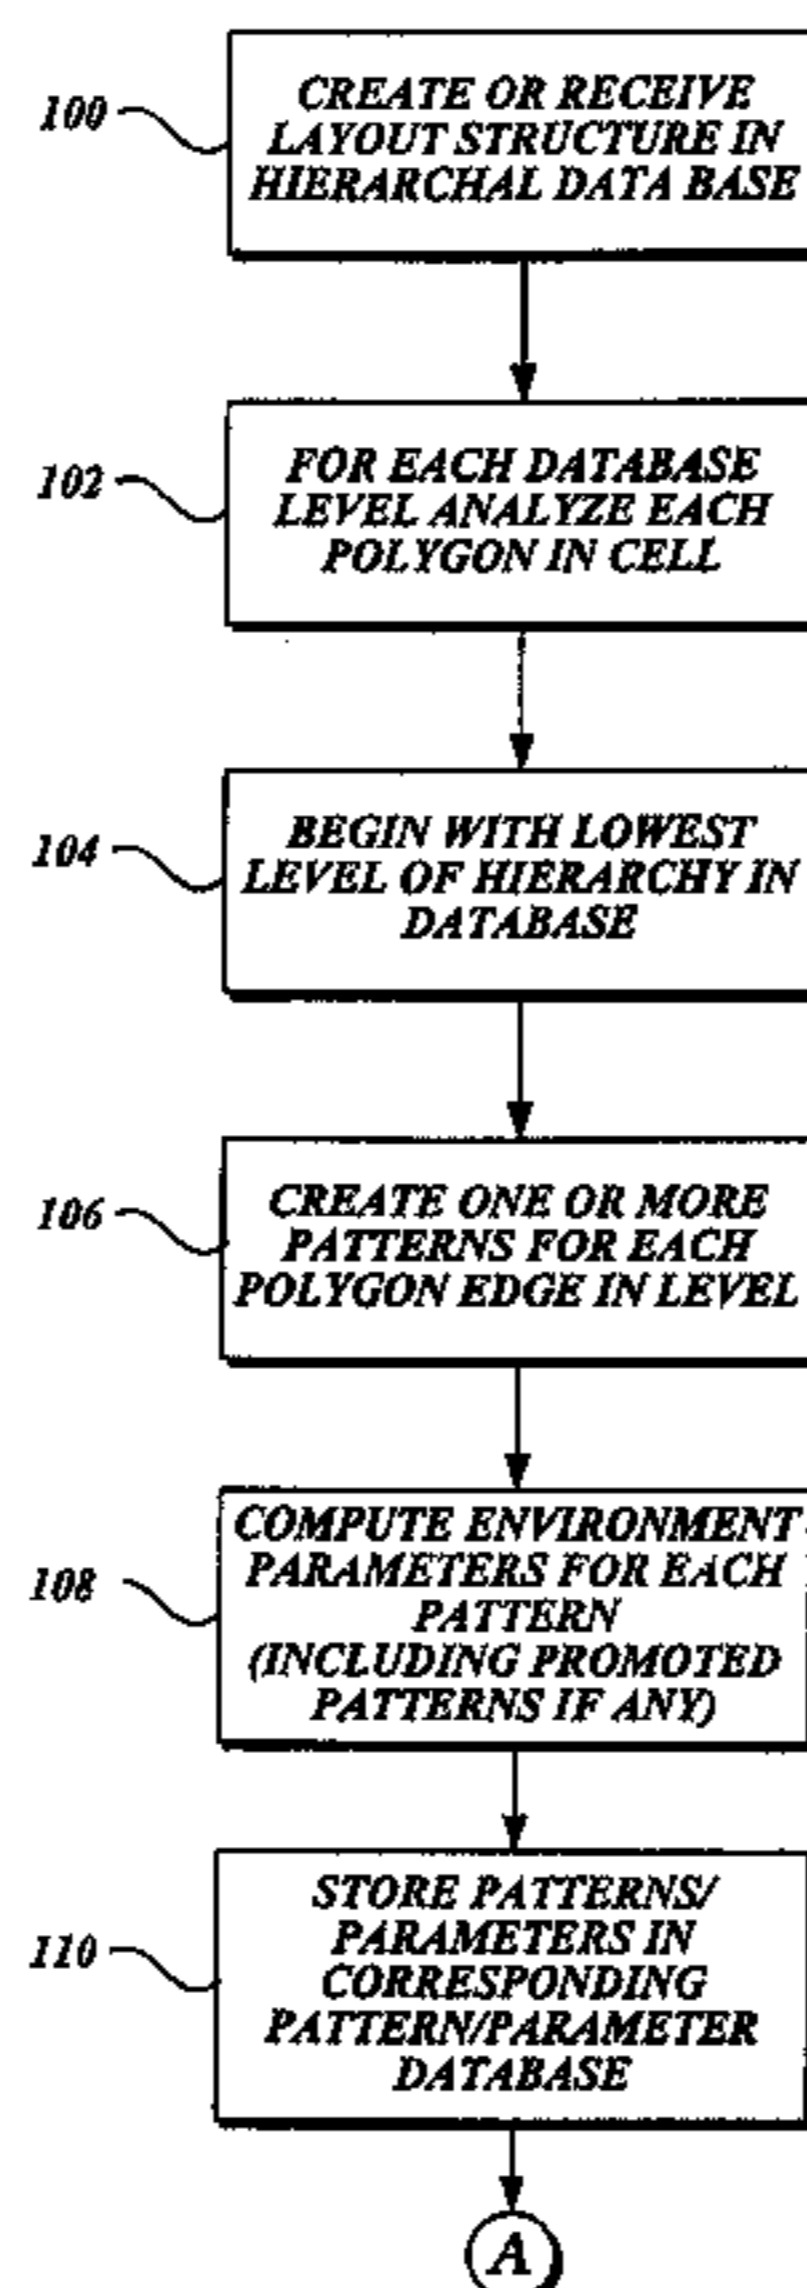 100
CREATE OR RECEIVE
LAYOUT STRUCTURE IN
HIERARCHAL DATA BASE
102
FOR EACH DATABASE
LEVEL ANALYZE EACH
POLYGON IN CELL
104
BEGIN WITH LOWEST
LEVEL OF HIERARCHY IN
DATABASE
106
CREATE ONE OR MORE
PATTERNS FOR EACH
POLYGON EDGE IN LEVEL
108
COMPUTE ENVIRONMENT
PARAMETERS FOR EACH
PATTERN
(INCLUDING PROMOTED
PATTERNS IF ANY)
110
STORE PATTERNS/
PARAMETERS IN
CORRESPONDING
PATTERN/PARAMETER
DATABASE
A